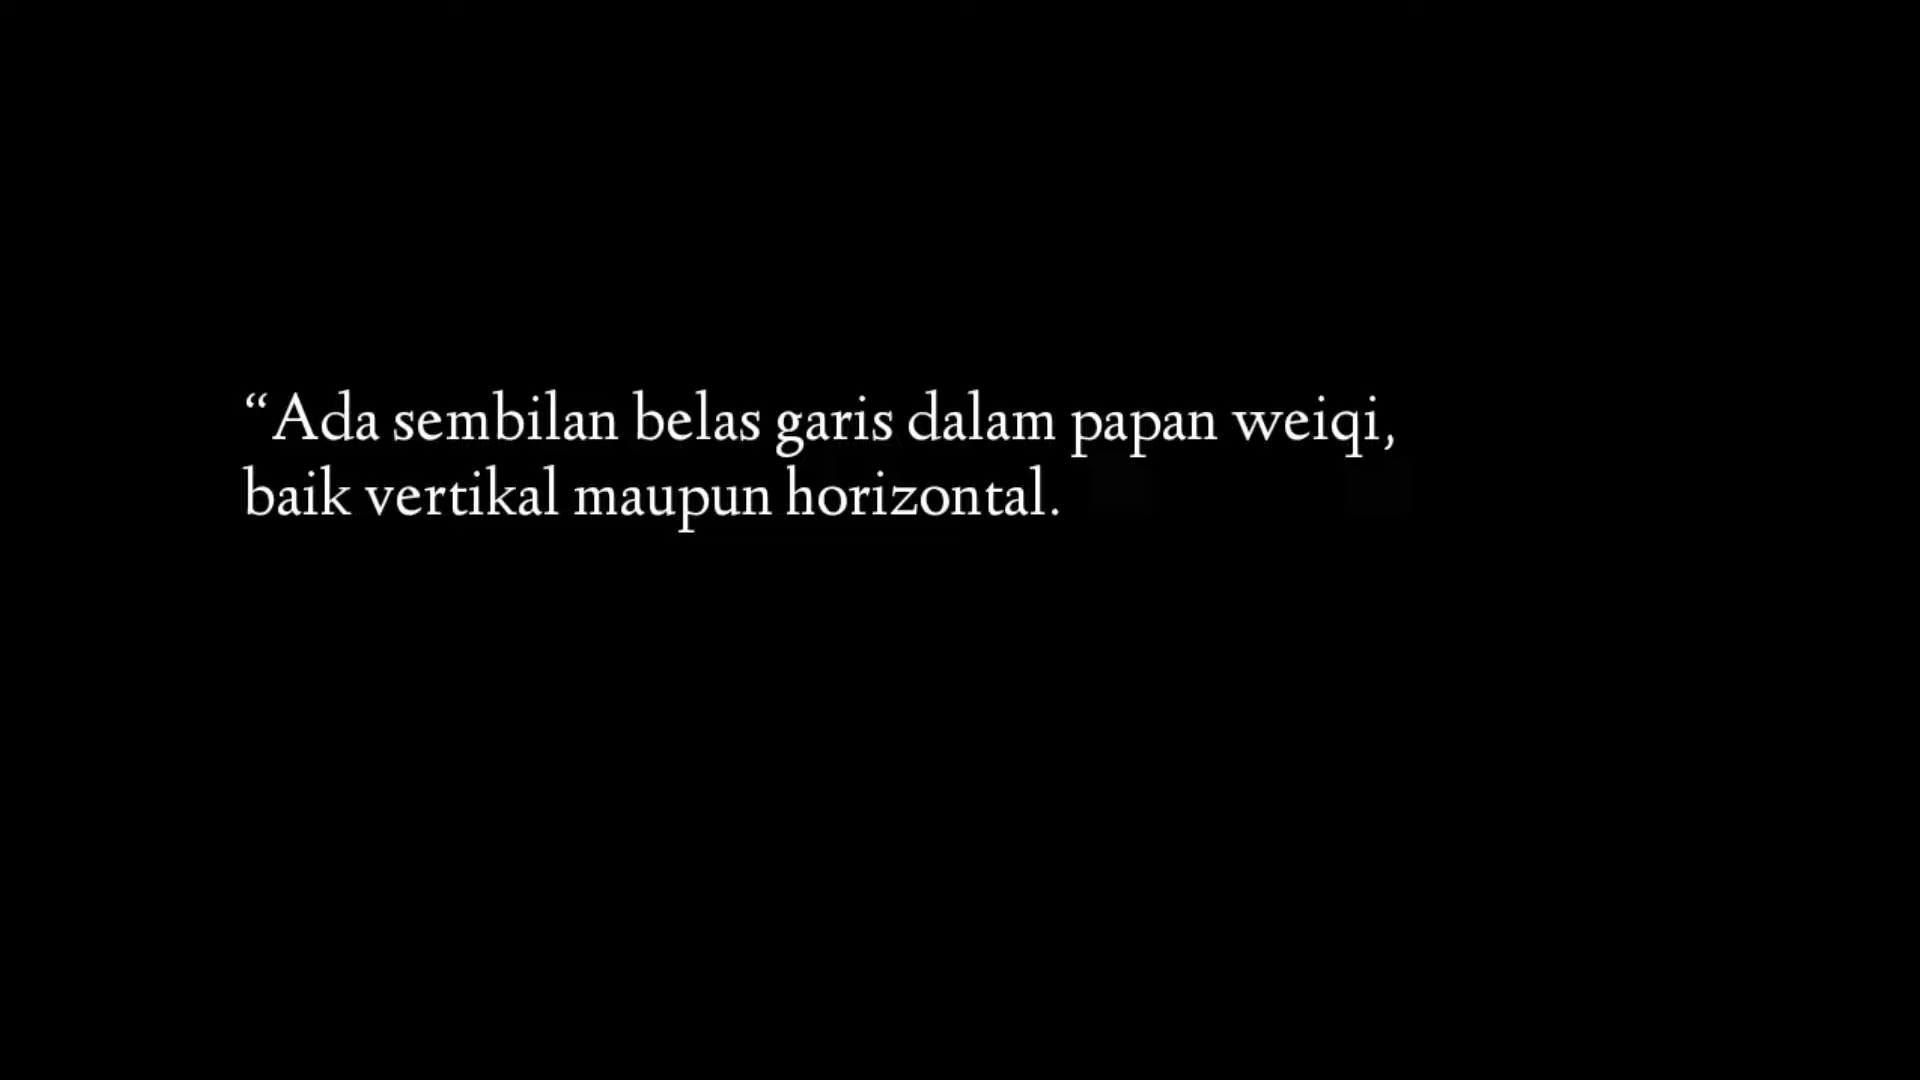 “Ada sembilan belas garis dalam papan weiqi,
baik vertikal maupun horizontal.